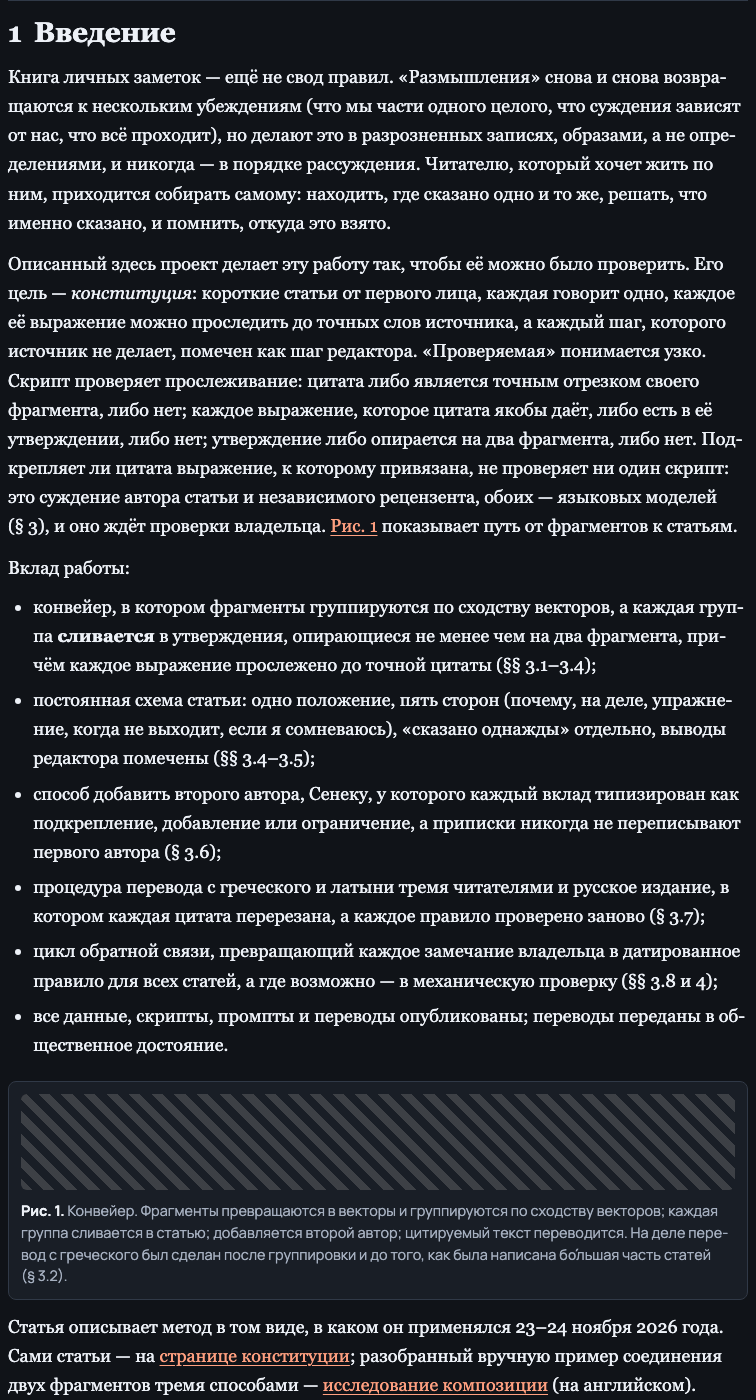 1 Введение
Книга личных заметок — ещё не свод правил. «Размышления» снова и снова возвра-
щаются к нескольким убеждениям (что мы части одного целого, что суждения зависят
от нас, что всё проходит), но делают это в разрозненных записях, образами, а не опре-
делениями, и никогда — в порядке рассуждения. Читателю, который хочет жить по
ним, приходится собирать самому: находить, где сказано одно и то же, решать, что
именно сказано, и помнить, откуда это взято.
Описанный здесь проект делает эту работу так, чтобы её можно было проверить. Его
цель — конституция: короткие статьи от первого лица, каждая говорит одно, каждое
её выражение можно проследить до точных слов источника, а каждый шаг, которого
источник не делает, помечен как шаг редактора. «Проверяемая» понимается узко.
Скрипт проверяет прослеживание: цитата либо является точным отрезком своего
фрагмента, либо нет; каждое выражение, которое цитата якобы даёт, либо есть в её
утверждении, либо нет; утверждение либо опирается на два фрагмента, либо нет. Под-
крепляет ли цитата выражение, к которому привязана, не проверяет ни один скрипт:
это суждение автора статьи и независимого рецензента, обоих — языковых моделей
(§ 3), и оно ждёт проверки владельца. Рис. 1 показывает путь от фрагментов к статьям.
Вклад работы:
• конвейер, в котором фрагменты группируются по сходству векторов, а каждая груп-
па сливается в утверждения, опирающиеся не менее чем на два фрагмента, при-
чём каждое выражение прослежено до точной цитаты (§§ 3.1–3.4);
• постоянная схема статьи: одно положение, пять сторон (почему, на деле, упражне-
ние, когда не выходит, если я сомневаюсь), «сказано однажды» отдельно, выводы
редактора помечены (§§ 3.4–3.5);
• способ добавить второго автора, Сенеку, у которого каждый вклад типизирован как
подкрепление, добавление или ограничение, а приписки никогда не переписывают
первого автора (§ 3.6);
• процедура перевода с греческого и латыни тремя читателями и русское издание, в
котором каждая цитата перерезана, а каждое правило проверено заново (§ 3.7);
• цикл обратной связи, превращающий каждое замечание владельца в датированное
правило для всех статей, а где возможно — в механическую проверку (§§ 3.8 и 4);
• все данные, скрипты, промпты и переводы опубликованы; переводы переданы в об-
щественное достояние.
Рис. 1. Конвейер. Фрагменты превращаются в векторы и группируются по сходству векторов; каждая
группа сливается в статью; добавляется второй автор; цитируемый текст переводится. На деле пере-
вод с греческого был сделан после группировки и до того, как была написана бо́льшая часть статей
(§ 3.2).
Статья описывает метод в том виде, в каком он применялся 23–24 ноября 2026 года.
Сами статьи — на странице конституции; разобранный вручную пример соединения
двух фрагментов тремя способами — исследование композиции (на английском).